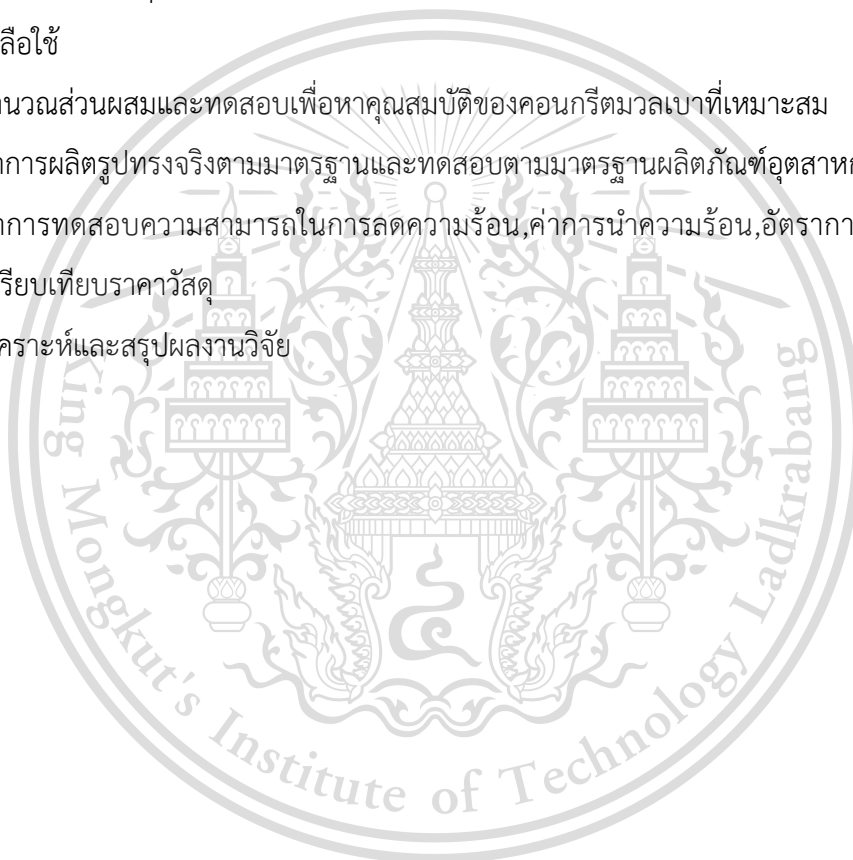 ลือใช้
นวณส่วนผสมและทดสอบเพื่อหาคุณสมบัติของคอนกรีตมวลเบาที่เหมาะสม
การผลิตรูปทรงจริงตามมาตรฐานและทดสอบตามมาตรฐานผลิตภัณฑ์อุตสาห
การทดสอบความสามารถในการลดความร้อน,ค่าการนำความร้อน,อัตรากา
รียบเทียบราคาวัสดุ
คราะห์และสรุปผลงานวิจัย
King Mongkut's Institute of Technology Ladkrabang